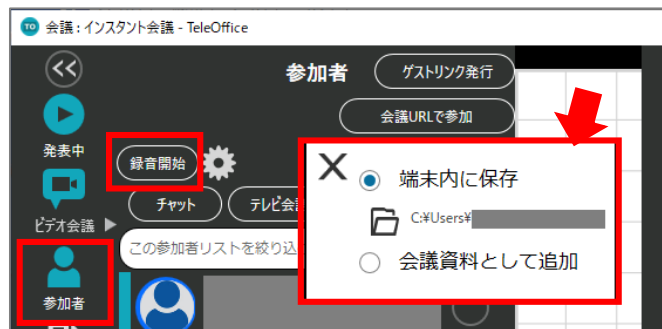 TO 会議 : インスタント会議 - TeleOffice
参加者
ゲストリンク発行
会議URLで参加
発表中
録音開始
ビデオ会議
チャット
テレビ会
この参加者リストを絞り込
参加者
端末内に保存
C:¥Users¥
会議資料として追加